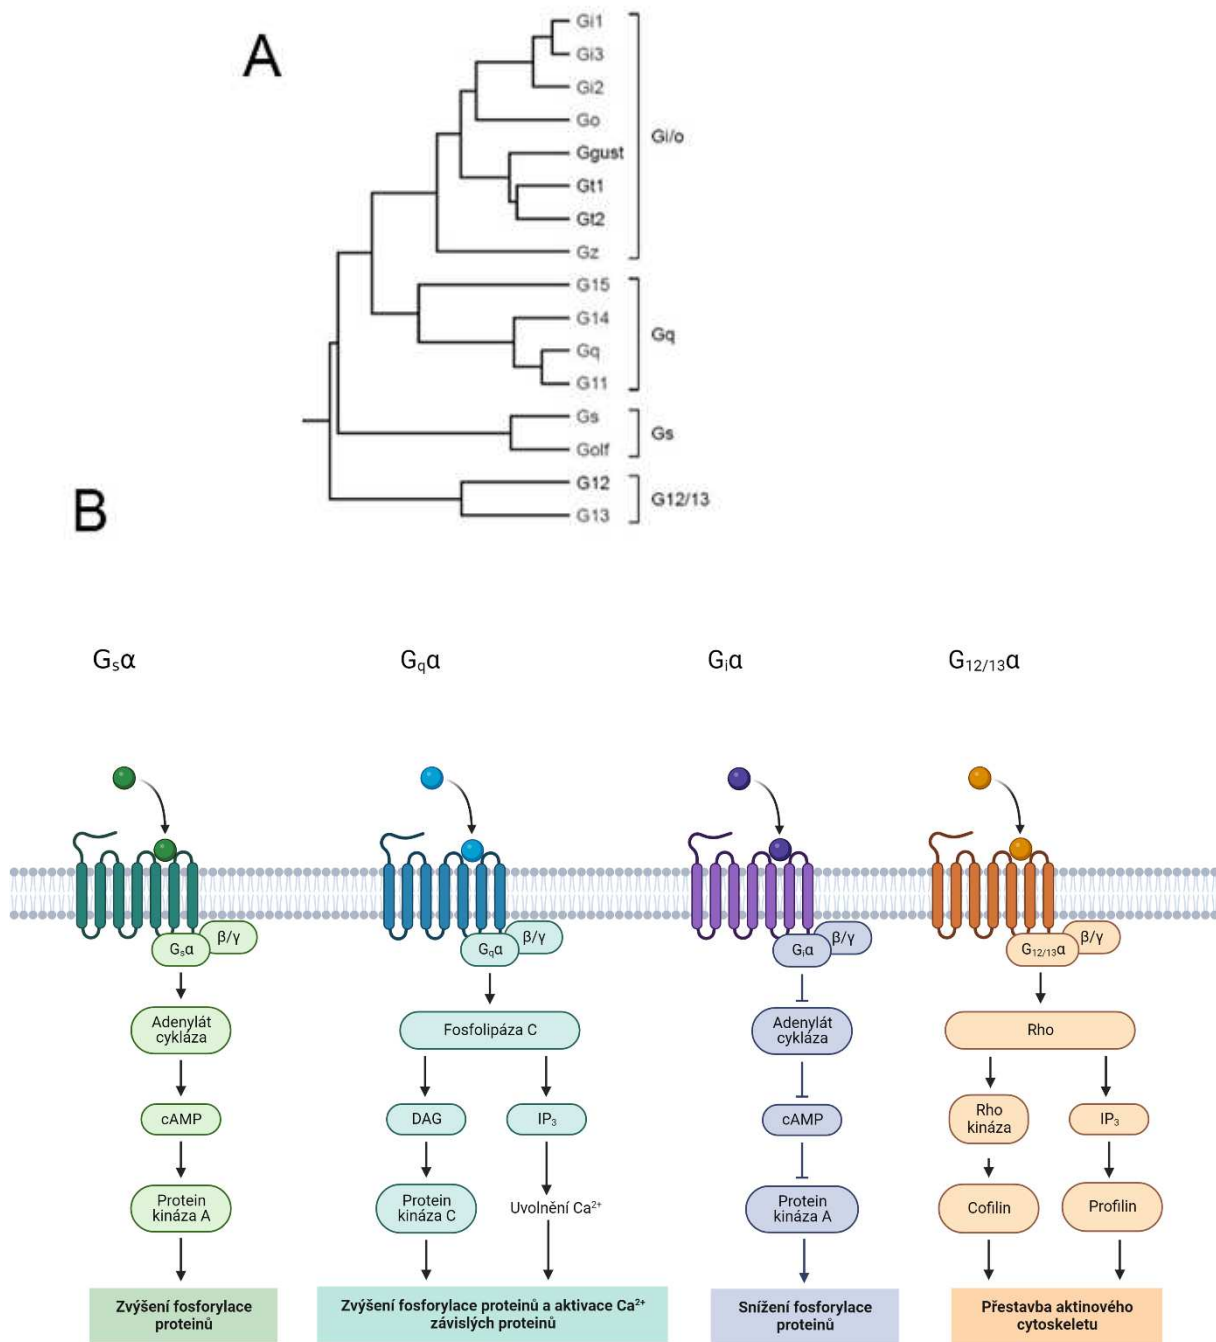 A
Gi1
Gi3
Gi2
Go
Ggust
Gt1
Gt2
Gz
Gi/o
G15
G14
Gq
G11
Gq
Gs
Golf
Gs
G12
G13
G12/13
B
Gₛα
G_qα
Gᵢα
G₁₂/₁₃α
Gₛα
β/γ
Adenylát
cykláza
cAMP
Protein
kináza A
Zvýšení fosforylace
proteinů
G_qα
β/γ
Fosfolipáza C
DAG
IP₃
Protein
kináza C
Uvolnění Ca²⁺
Zvýšení fosforylace proteinů a aktivace Ca²⁺
závislých proteinů
Gᵢα
β/γ
Adenylát
cykláza
cAMP
Protein
kináza A
Snížení fosforylace
proteinů
G₁₂/₁₃α
β/γ
Rho
Rho
kináza
IP₃
Cofilin
Profilin
Přestavba aktinového
cytoskeletu